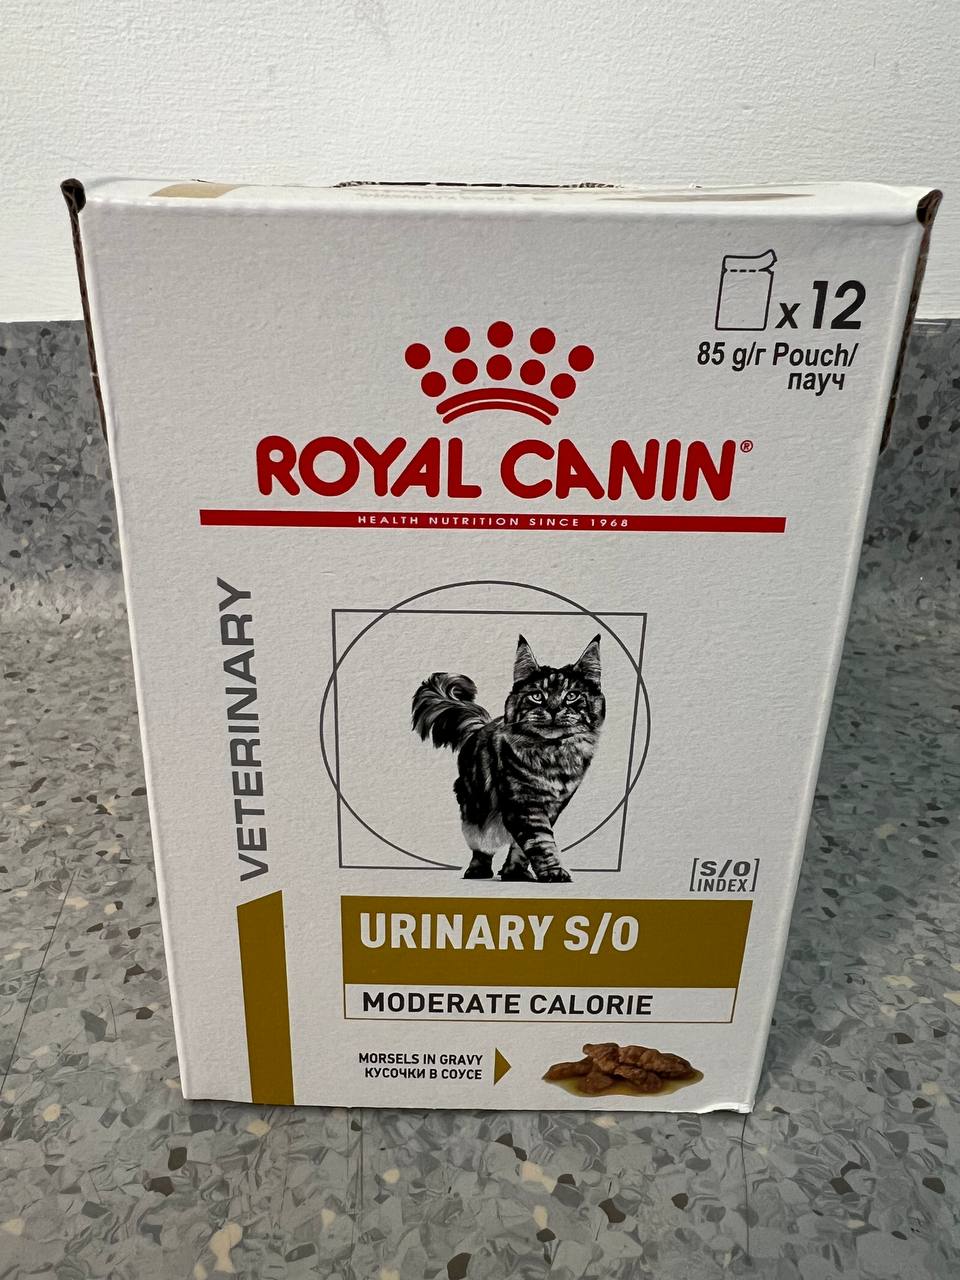 x12
85 g/г Pouch/
пауч
ROYAL CANIN®
HEALTH NUTRITION SINCE 1968
VETERINARY
S/O
INDEX
URINARY S/O
MODERATE CALORIE
MORSELS IN GRAVY
КУСОЧКИ В СОУСЕ